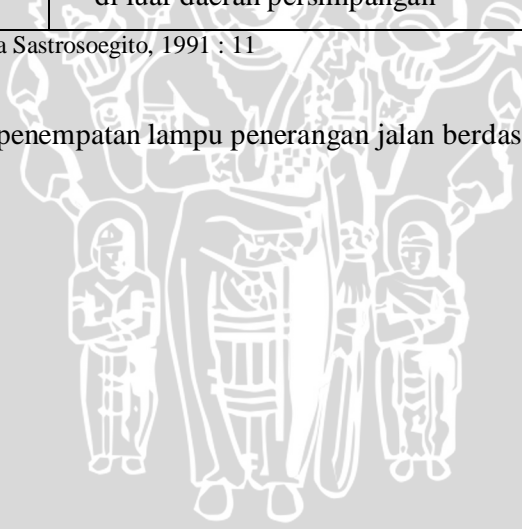 di luar daerah persimpangan
a Sastrosoegito, 1991 : 11
penempatan lampu penerangan jalan berdas